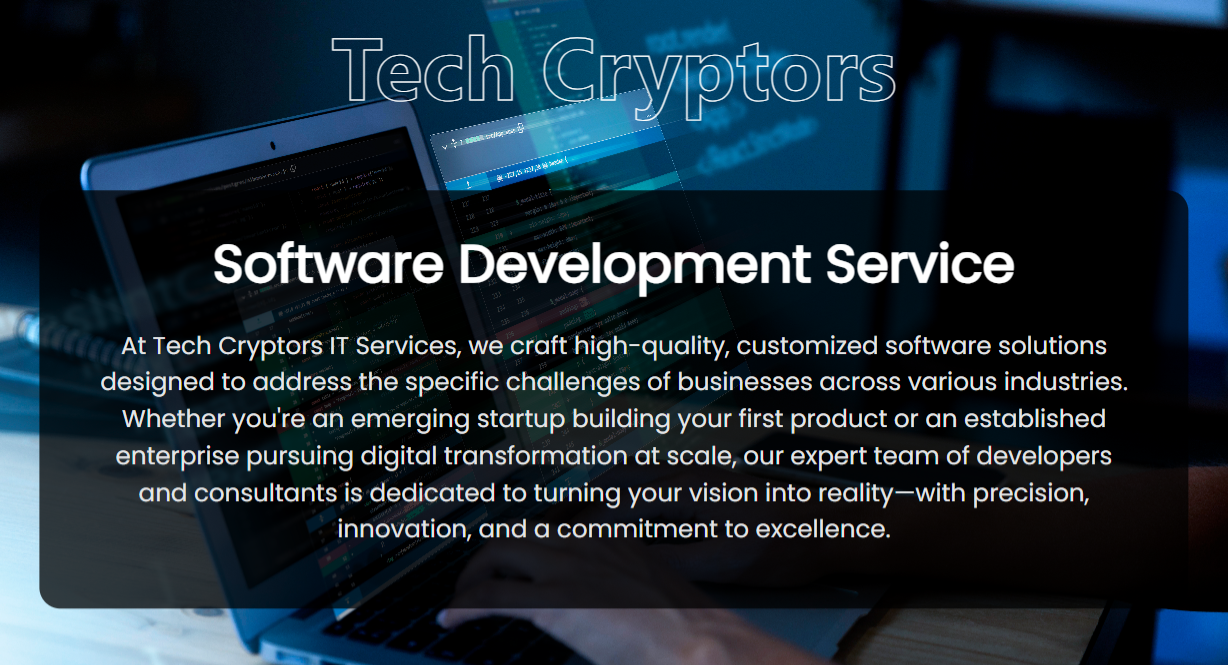 Tech Cryptors
Software Development Service
At Tech Cryptors IT Services, we craft high-quality, customized software solutions
designed to address the specific challenges of businesses across various industries.
Whether you're an emerging startup building your first product or an established
enterprise pursuing digital transformation at scale, our expert team of developers
and consultants is dedicated to turning your vision into reality—with precision,
innovation, and a commitment to excellence.